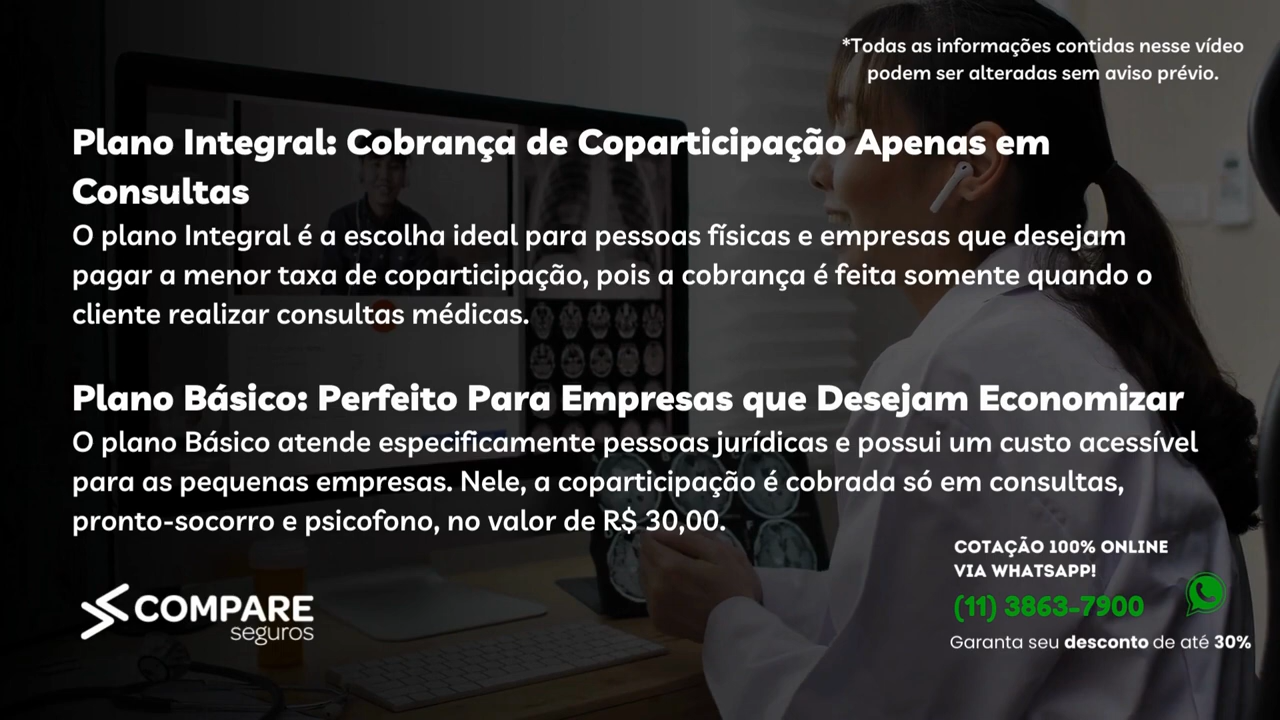 *Todas as informações contidas nesse vídeo
podem ser alteradas sem aviso prévio.
Plano Integral: Cobrança de Coparticipação Apenas em
Consultas
O plano Integral é a escolha ideal para pessoas físicas e empresas que desejam
pagar a menor taxa de coparticipação, pois a cobrança é feita somente quando o
cliente realizar consultas médicas.
Plano Básico: Perfeito Para Empresas que Desejam Economizar
O plano Básico atende especificamente pessoas jurídicas e possui um custo acessível
para as pequenas empresas. Nele, a coparticipação é cobrada só em consultas,
pronto-socorro e psicofono, no valor de R$ 30,00.
COTAÇÃO 100% ONLINE
VIA WHATSAPP!
(11) 3863-7900
Garanta seu desconto de até 30%
COMPARE
seguros